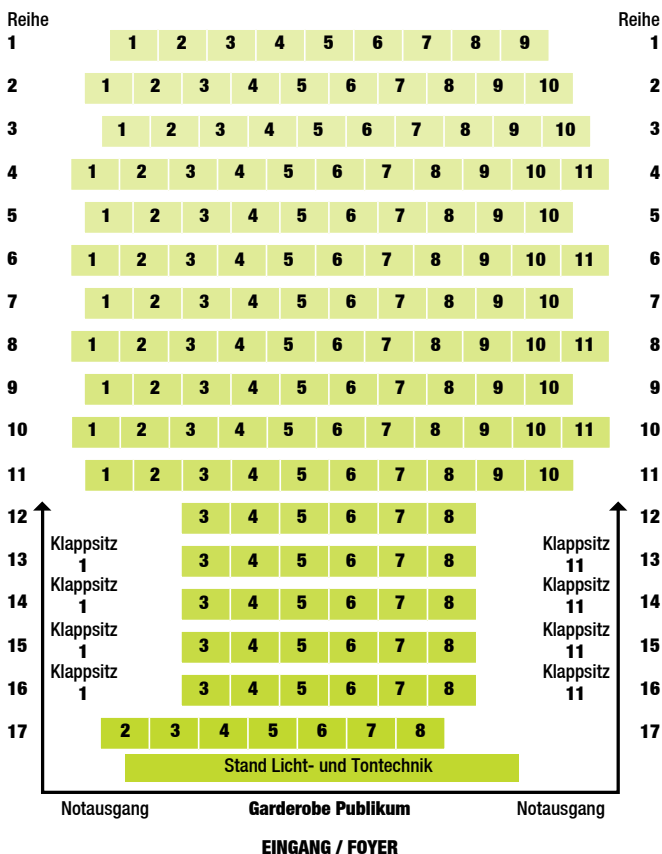 Reihe Reihe
1 1 2 3 4 5 6 7 8 9 1
2 1 2 3 4 5 6 7 8 9 10 2
3 1 2 3 4 5 6 7 8 9 10 3
4 1 2 3 4 5 6 7 8 9 10 11 4
5 1 2 3 4 5 6 7 8 9 10 5
6 1 2 3 4 5 6 7 8 9 10 11 6
7 1 2 3 4 5 6 7 8 9 10 7
8 1 2 3 4 5 6 7 8 9 10 11 8
9 1 2 3 4 5 6 7 8 9 10 9
10 1 2 3 4 5 6 7 8 9 10 11 10
11 1 2 3 4 5 6 7 8 9 10 11
12 3 4 5 6 7 8 12
Klappsitz Klappsitz
13 1 3 4 5 6 7 8 11 13
Klappsitz Klappsitz
14 1 3 4 5 6 7 8 11 14
Klappsitz Klappsitz
15 1 3 4 5 6 7 8 11 15
Klappsitz Klappsitz
16 1 3 4 5 6 7 8 11 16
17 2 3 4 5 6 7 8 17
Stand Licht- und Tontechnik
Notausgang Garderobe Publikum Notausgang
EINGANG / FOYER